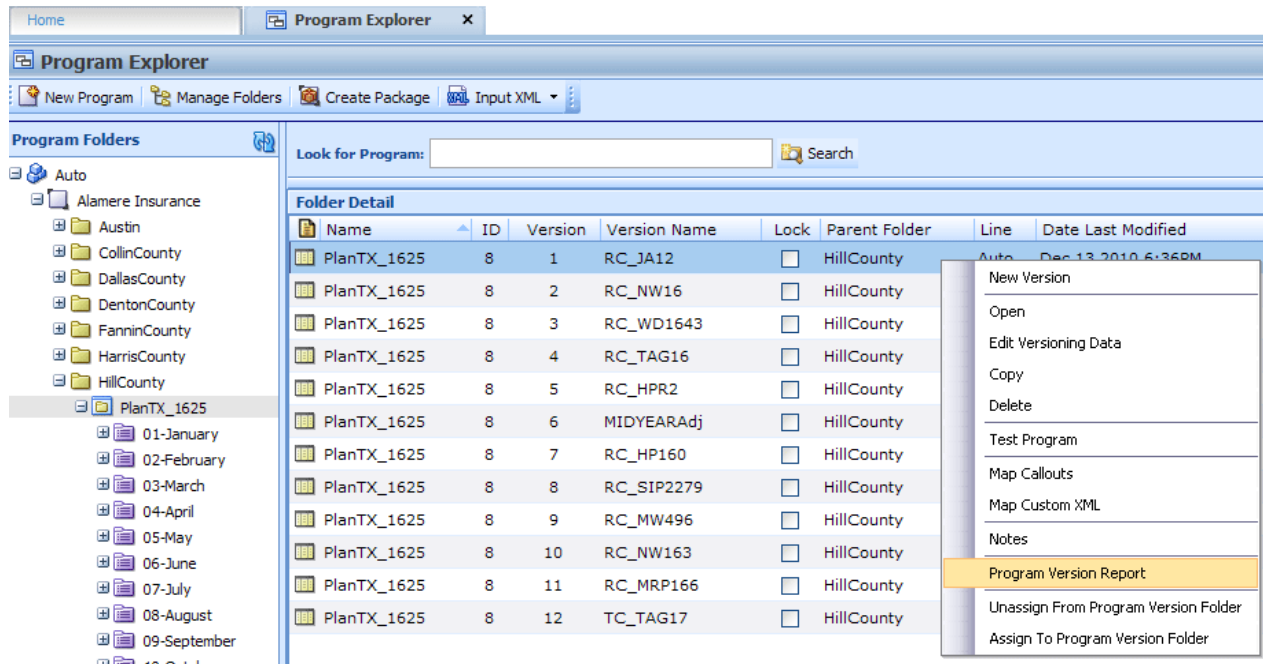 Home
Program Explorer x
Program Explorer
New Program Manage Folders Create Package XML Input XML
Program Folders
Auto
Alamere Insurance
Austin
CollinCounty
DallasCounty
DentonCounty
FanninCounty
HarrisCounty
HillCounty
PlanTX_1625
01-January
02-February
03-March
04-April
05-May
06-June
07-July
08-August
09-September
Look for Program: Search
Folder Detail
Name ID Version Version Name Lock Parent Folder Line Date Last Modified
PlanTX_1625 8 1 RC_JA12 HillCounty Auto Dec 13 2010 6:36PM
PlanTX_1625 8 2 RC_NW16 HillCounty
PlanTX_1625 8 3 RC_WD1643 HillCounty
PlanTX_1625 8 4 RC_TAG16 HillCounty
PlanTX_1625 8 5 RC_HPR2 HillCounty
PlanTX_1625 8 6 MIDYEARAdj HillCounty
PlanTX_1625 8 7 RC_HP160 HillCounty
PlanTX_1625 8 8 RC_SIP2279 HillCounty
PlanTX_1625 8 9 RC_MW496 HillCounty
PlanTX_1625 8 10 RC_NW163 HillCounty
PlanTX_1625 8 11 RC_MRP166 HillCounty
PlanTX_1625 8 12 TC_TAG17 HillCounty
New Version
Open
Edit Versioning Data
Copy
Delete
Test Program
Map Callouts
Map Custom XML
Notes
Program Version Report
Unassign From Program Version Folder
Assign To Program Version Folder